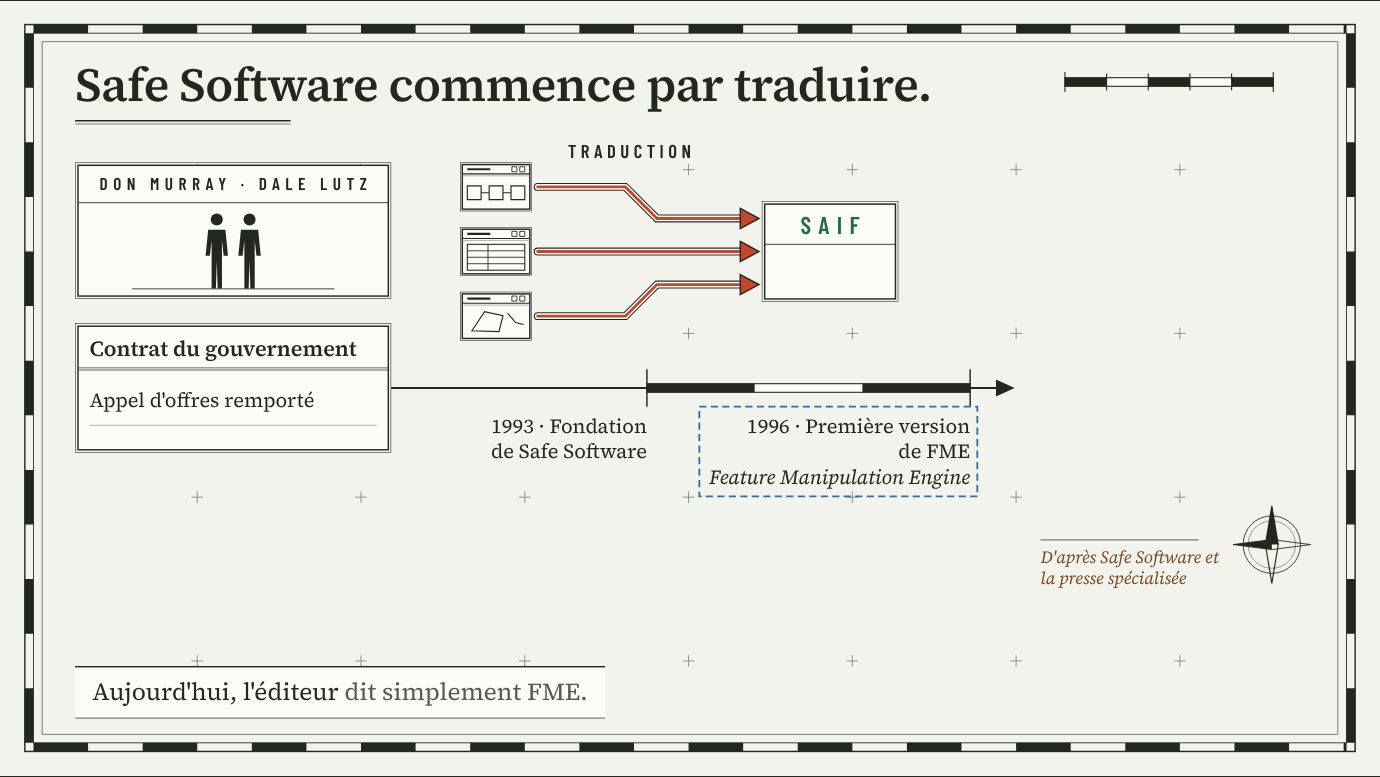 Safe Software commence par traduire.
DON MURRAY · DALE LUTZ
TRADUCTION
SAIF
Contrat du gouvernement
Appel d'offres remporté
1993 · Fondation
de Safe Software
1996 · Première version
de FME
Feature Manipulation Engine
D'après Safe Software et
la presse spécialisée
Aujourd'hui, l'éditeur dit simplement FME.